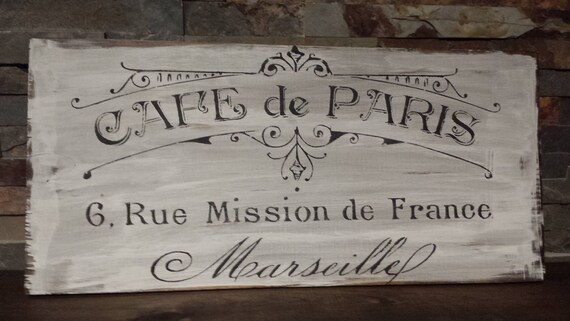 CAFE de PARIS
6, Rue Mission de France
Marseille